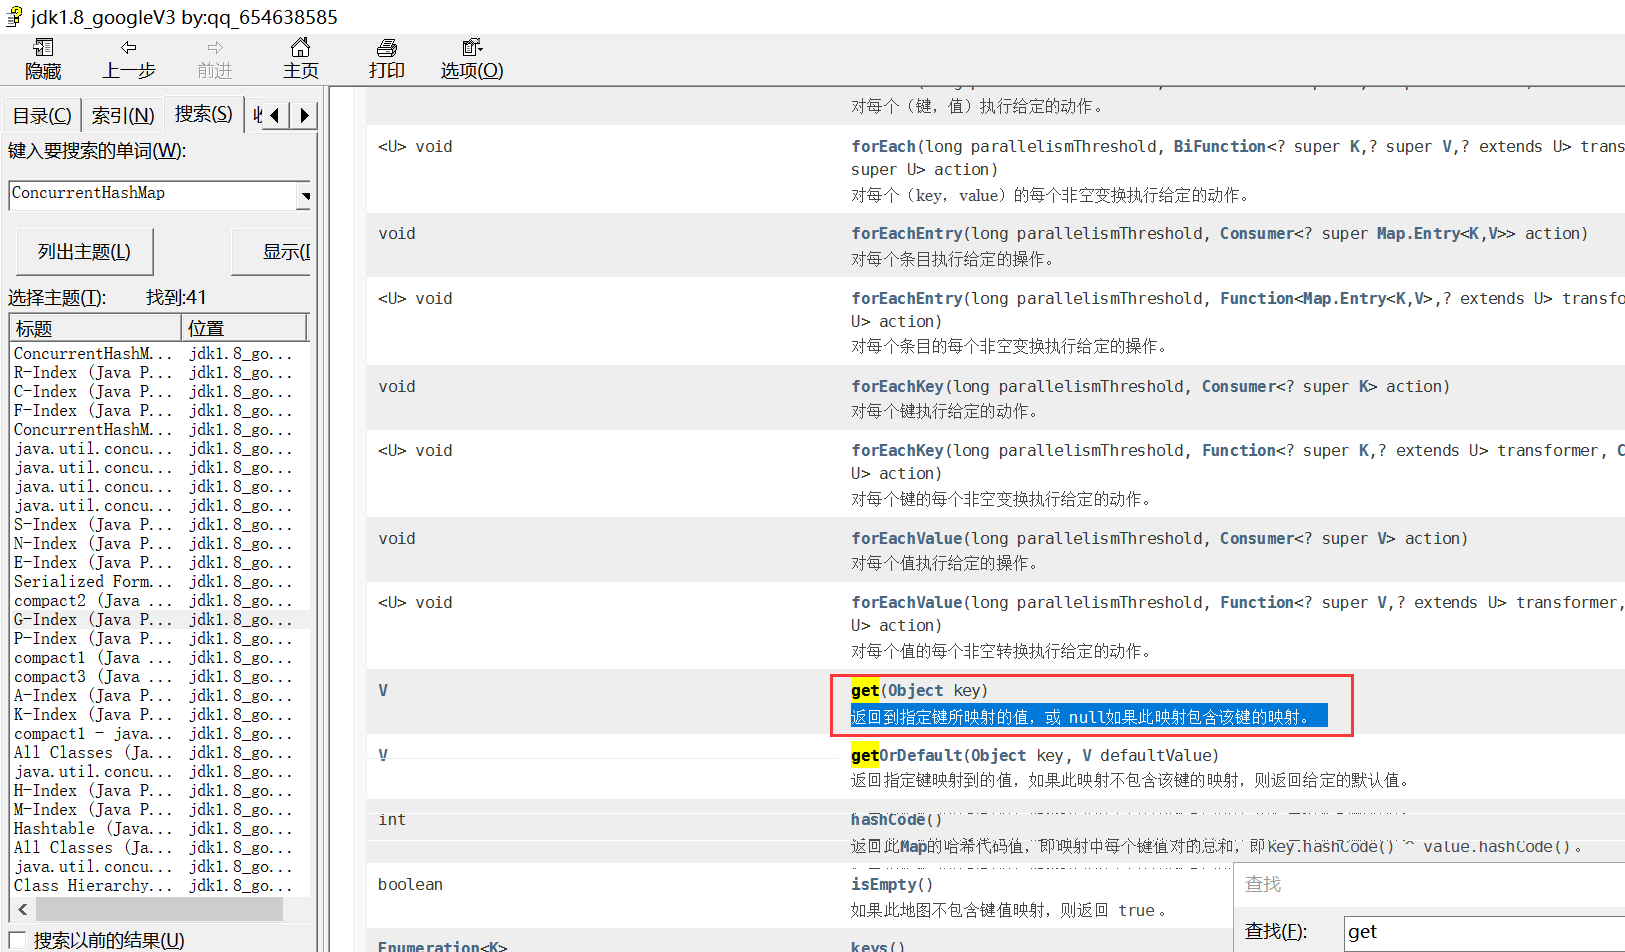 jdk1.8_googleV3 by:qq_654638585
隐藏 上一步 前进 主页 打印 选项(O)
目录(C) 索引(N) 搜索(S)
键入要搜索的单词(W):
ConcurrentHashMap
列出主题(L) 显示(
选择主题(T): 找到:41
标题 位置
ConcurrentHashM... jdk1.8_go...
R-Index (Java P... jdk1.8_go...
C-Index (Java P... jdk1.8_go...
F-Index (Java P... jdk1.8_go...
ConcurrentHashM... jdk1.8_go...
java.util.concu... jdk1.8_go...
java.util.concu... jdk1.8_go...
java.util.concu... jdk1.8_go...
java.util.concu... jdk1.8_go...
S-Index (Java P... jdk1.8_go...
N-Index (Java P... jdk1.8_go...
E-Index (Java P... jdk1.8_go...
Serialized Form... jdk1.8_go...
compact2 (Java ... jdk1.8_go...
G-Index (Java P... jdk1.8_go...
P-Index (Java P... jdk1.8_go...
compact1 (Java ... jdk1.8_go...
compact3 (Java ... jdk1.8_go...
A-Index (Java P... jdk1.8_go...
K-Index (Java P... jdk1.8_go...
compact1 - java... jdk1.8_go...
All Classes (Ja... jdk1.8_go...
java.util.concu... jdk1.8_go...
H-Index (Java P... jdk1.8_go...
M-Index (Java P... jdk1.8_go...
Hashtable (Java... jdk1.8_go...
All Classes (Ja... jdk1.8_go...
java.util.concu... jdk1.8_go...
Class Hierarchy... jdk1.8_go...
搜索以前的结果(U)
对每个（键，值）执行给定的动作。
<U> void forEach(long parallelismThreshold, BiFunction<? super K,? super V,? extends U> trans
super U> action)
对每个（key，value）的每个非空变换执行给定的动作。
void forEachEntry(long parallelismThreshold, Consumer<? super Map.Entry<K,V>> action)
对每个条目执行给定的操作。
<U> void forEachEntry(long parallelismThreshold, Function<Map.Entry<K,V>,? extends U> transfo
U> action)
对每个条目的每个非空变换执行给定的操作。
void forEachKey(long parallelismThreshold, Consumer<? super K> action)
对每个键执行给定的动作。
<U> void forEachKey(long parallelismThreshold, Function<? super K,? extends U> transformer, C
U> action)
对每个键的每个非空变换执行给定的动作。
void forEachValue(long parallelismThreshold, Consumer<? super V> action)
对每个值执行给定的操作。
<U> void forEachValue(long parallelismThreshold, Function<? super V,? extends U> transformer,
U> action)
对每个值的每个非空转换执行给定的动作。
V get(Object key)
返回到指定键所映射的值，或 null如果此映射包含该键的映射。
V getOrDefault(Object key, V defaultValue)
返回指定键映射到的值，如果此映射不包含该键的映射，则返回给定的默认值。
int hashCode()
返回此Map的哈希代码值，即映射中每个键值对的总和，即key.hashCode() ^ value.hashCode() 。
boolean isEmpty()
如果此地图不包含键值映射，则返回 true 。
Enumeration<K> keys()
查找
查找(F): get